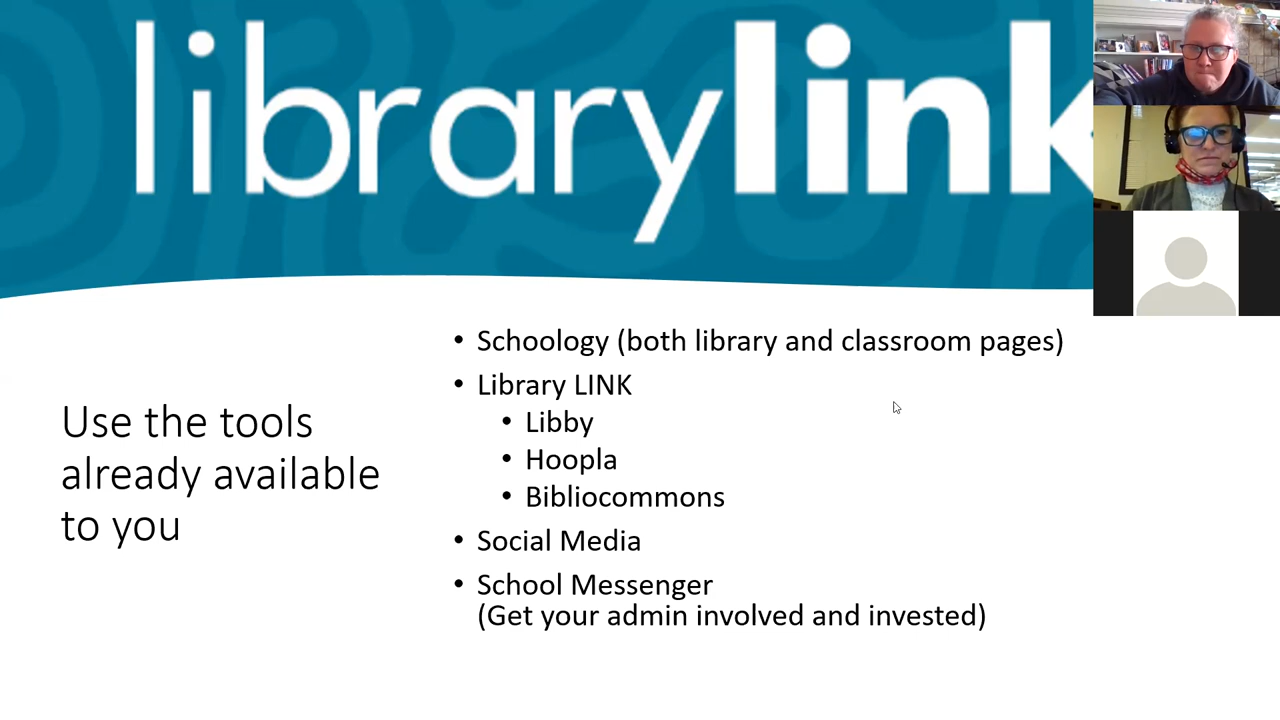 librarylink
Use the tools
already available
to you
• Schoology (both library and classroom pages)
• Library LINK
• Libby
• Hoopla
• Bibliocommons
• Social Media
• School Messenger
(Get your admin involved and invested)